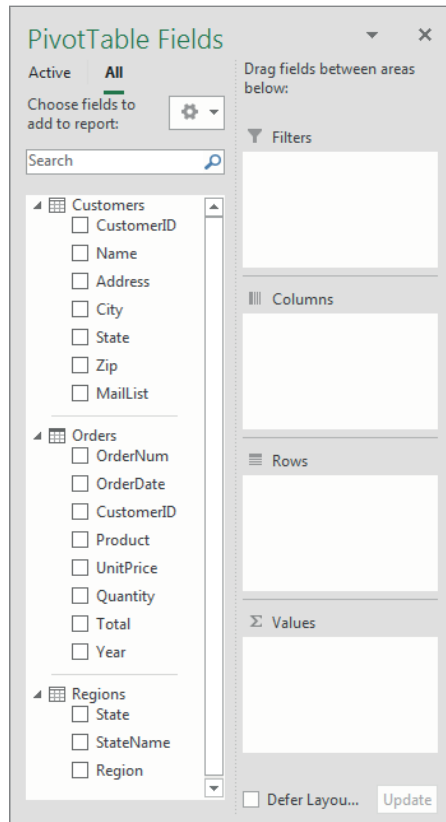 PivotTable Fields
Active All
Choose fields to
add to report:
Search
Customers
CustomerID
Name
Address
City
State
Zip
MailList
Orders
OrderNum
OrderDate
CustomerID
Product
UnitPrice
Quantity
Total
Year
Regions
State
StateName
Region
Drag fields between areas
below:
Filters
Columns
Rows
Σ Values
Defer Layou...
Update